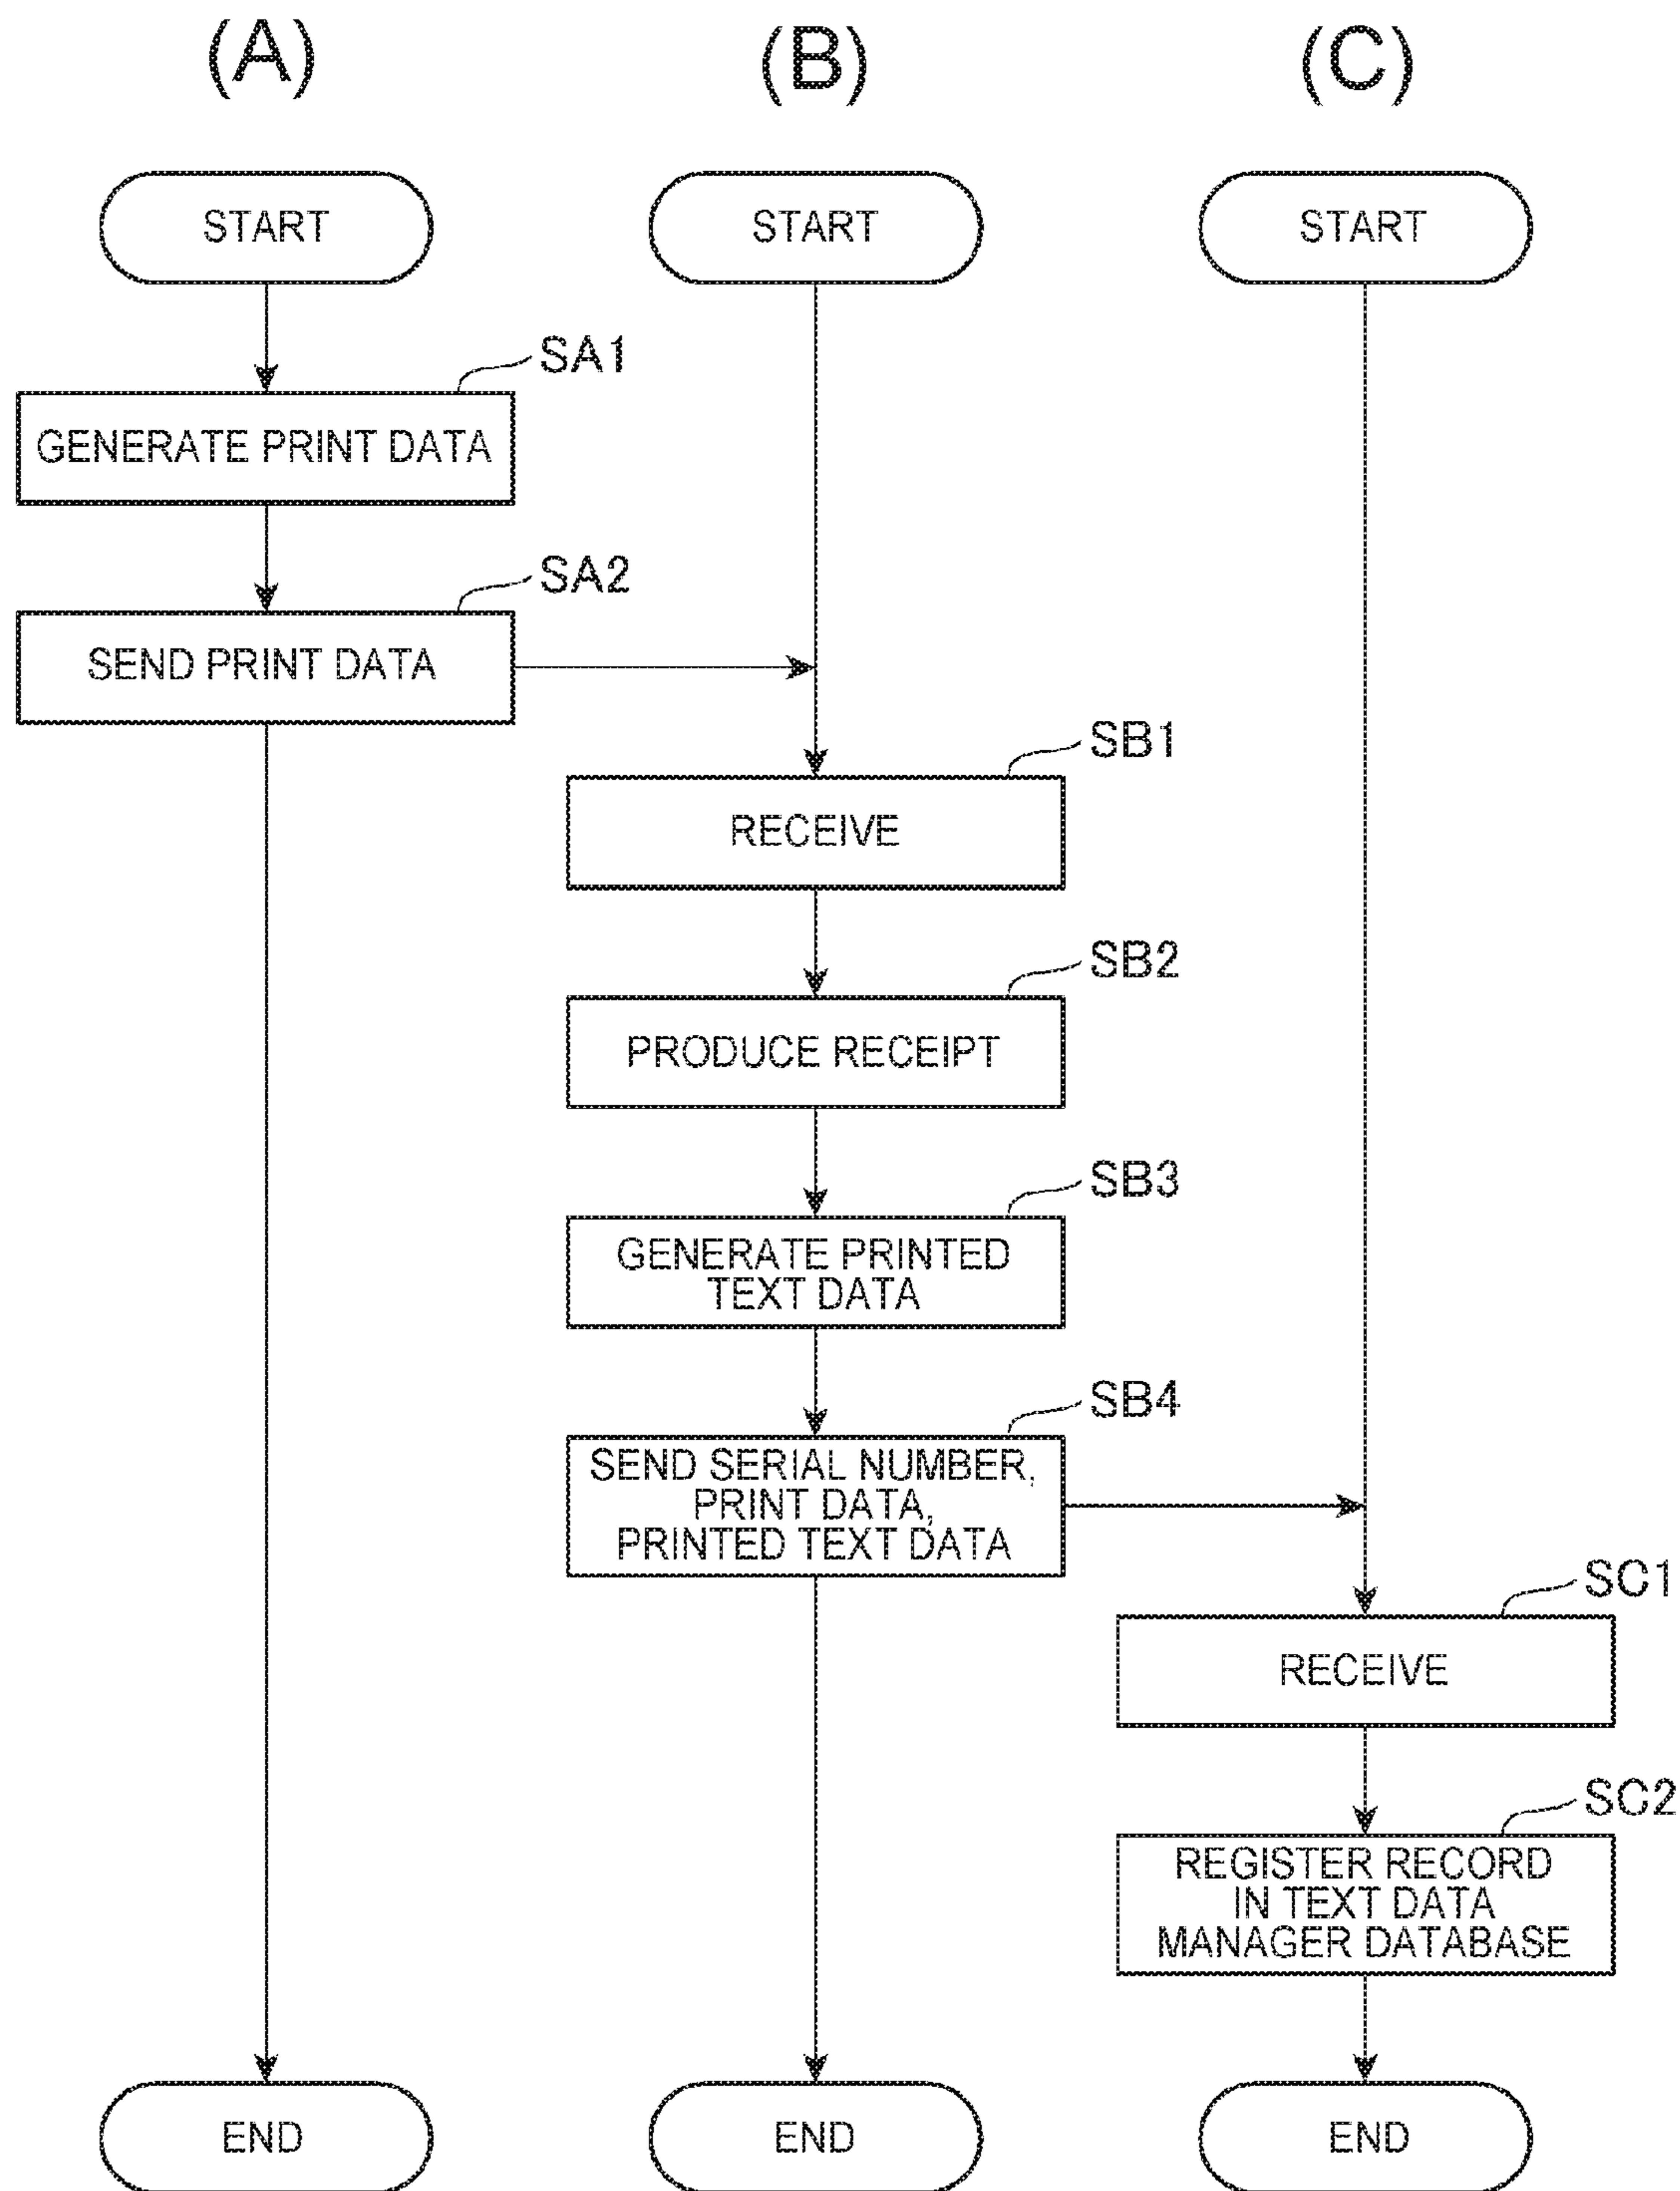 (A)
(B)
(C)
START
START
START
SA1
GENERATE PRINT DATA
SA2
SEND PRINT DATA
SB1
RECEIVE
SB2
PRODUCE RECEIPT
SB3
GENERATE PRINTED
TEXT DATA
SB4
SEND SERIAL NUMBER,
PRINT DATA,
PRINTED TEXT DATA
SC1
RECEIVE
SC2
REGISTER RECORD
IN TEXT DATA
MANAGER DATABASE
END
END
END